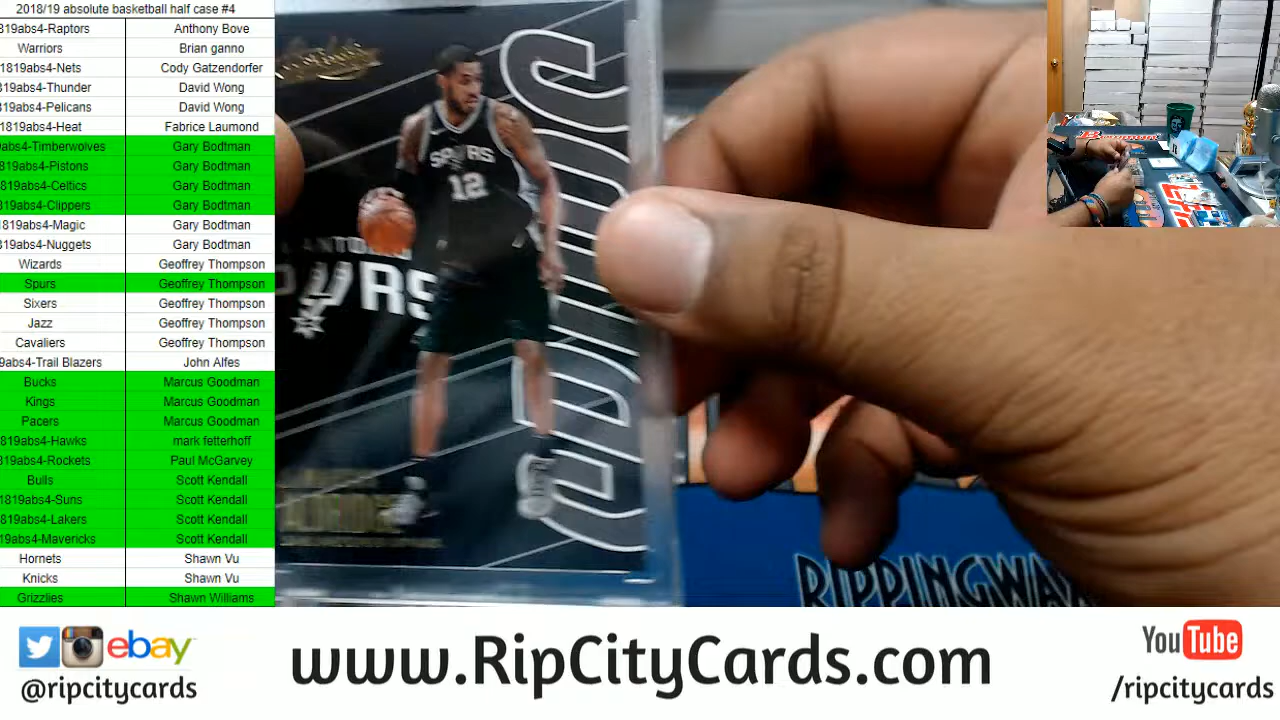 2018/19 absolute basketball half case #4
819abs4-Raptors Anthony Bove
Warriors Brian ganno
1819abs4-Nets Cody Gatzendorfer
819abs4-Thunder David Wong
819abs4-Pelicans David Wong
1819abs4-Heat Fabrice Laumond
9abs4-Timberwolves Gary Bodtman
819abs4-Pistons Gary Bodtman
819abs4-Celtics Gary Bodtman
819abs4-Clippers Gary Bodtman
819abs4-Magic Gary Bodtman
819abs4-Nuggets Gary Bodtman
Wizards Geoffrey Thompson
Spurs Geoffrey Thompson
Sixers Geoffrey Thompson
Jazz Geoffrey Thompson
Cavaliers Geoffrey Thompson
9abs4-Trail Blazers John Alfes
Bucks Marcus Goodman
Kings Marcus Goodman
Pacers Marcus Goodman
819abs4-Hawks mark fetterhoff
819abs4-Rockets Paul McGarvey
Bulls Scott Kendall
1819abs4-Suns Scott Kendall
819abs4-Lakers Scott Kendall
19abs4-Mavericks Scott Kendall
Hornets Shawn Vu
Knicks Shawn Vu
Grizzlies Shawn Williams
SPURS
12
RIPPINGWAX
ebay
@ripcitycards
www.RipCityCards.com
YouTube
/ripcitycards